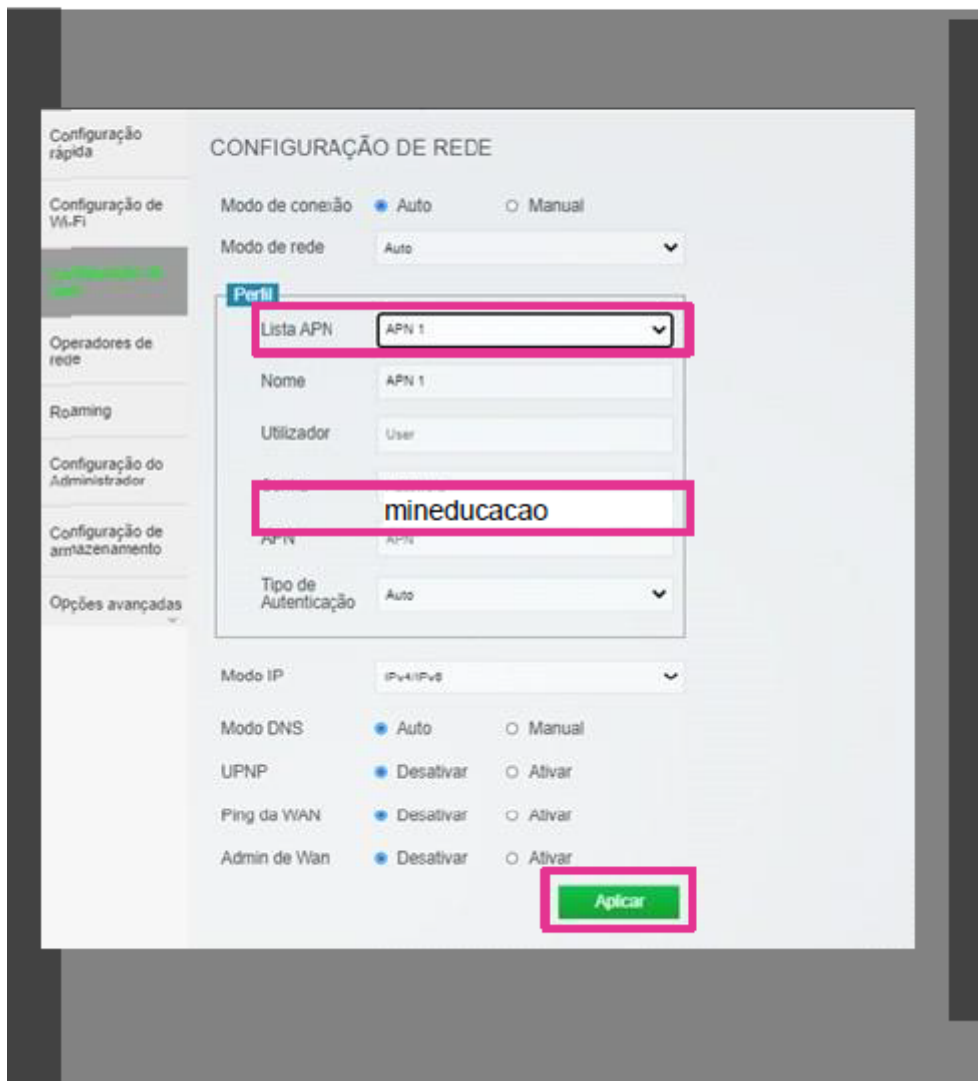 Configuração
rápida
Configuração de
Wi-Fi
Operadores de
rede
Roaming
Configuração do
Administrador
Configuração de
armazenamento
Opções avançadas
CONFIGURAÇÃO DE REDE
Modo de conexão Auto Manual
Modo de rede Auto
Perfil
Lista APN APN 1
Nome APN 1
Utilizador User
mineducacao
APN APN
Tipo de
Autenticação Auto
Modo IP IPv4/IPv6
Modo DNS Auto Manual
UPNP Desativar Ativar
Ping da WAN Desativar Ativar
Admin de Wan Desativar Ativar
Aplicar